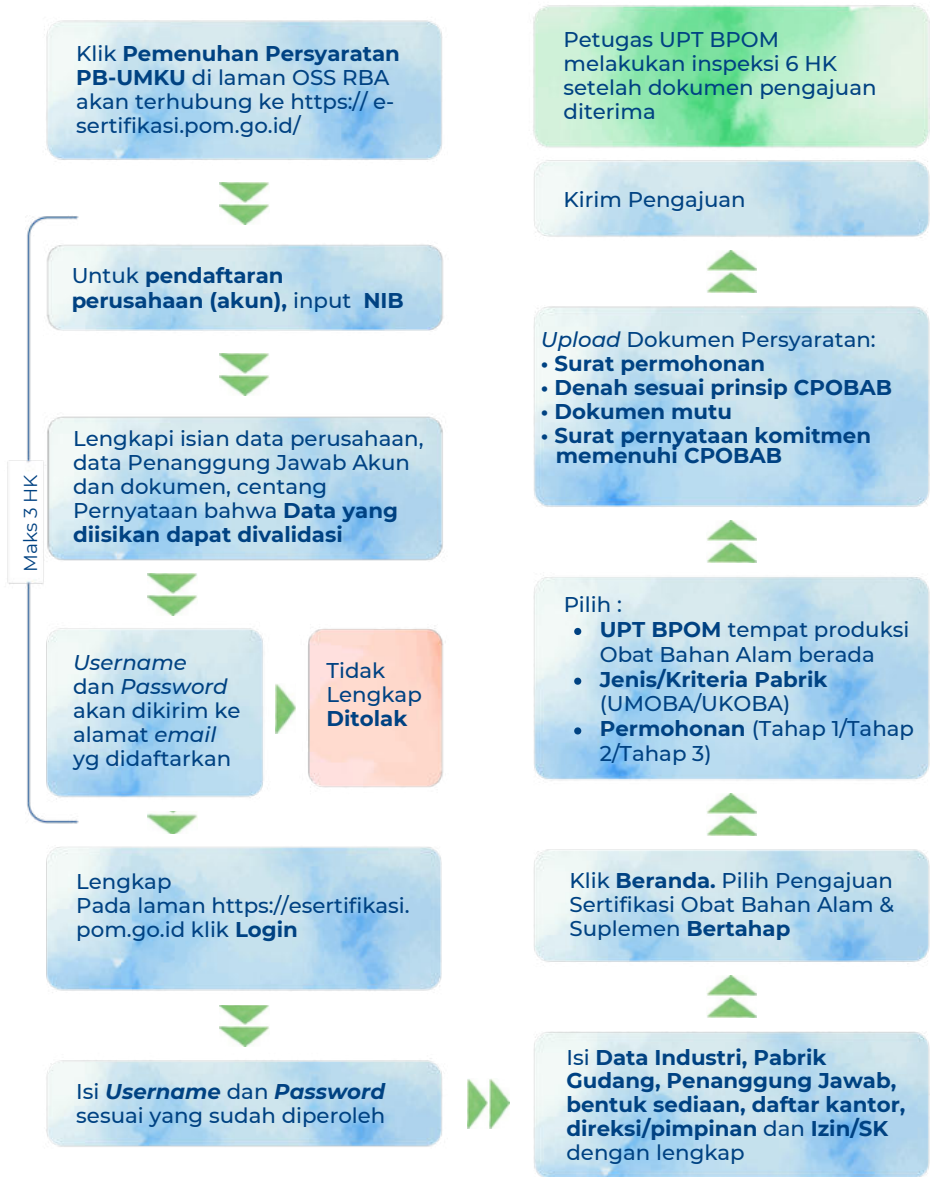 Klik Pemenuhan Persyaratan
PB-UMKU di laman OSS RBA
akan terhubung ke https:// e-
sertifikasi.pom.go.id/
Maks 3 HK
Untuk pendaftaran
perusahaan (akun), input NIB
Lengkapi isian data perusahaan,
data Penanggung Jawab Akun
dan dokumen, centang
Pernyataan bahwa Data yang
diisikan dapat divalidasi
Username
dan Password
akan dikirim ke
alamat email
yg didaftarkan
Tidak
Lengkap
Ditolak
Lengkap
Pada laman https://esertifikasi.
pom.go.id klik Login
Isi Username dan Password
sesuai yang sudah diperoleh
Isi Data Industri, Pabrik
Gudang, Penanggung Jawab,
bentuk sediaan, daftar kantor,
direksi/pimpinan dan Izin/SK
dengan lengkap
Klik Beranda. Pilih Pengajuan
Sertifikasi Obat Bahan Alam &
Suplemen Bertahap
Pilih :
• UPT BPOM tempat produksi
Obat Bahan Alam berada
• Jenis/Kriteria Pabrik
(UMOBA/UKOBA)
• Permohonan (Tahap 1/Tahap
2/Tahap 3)
Upload Dokumen Persyaratan:
• Surat permohonan
• Denah sesuai prinsip CPOBAB
• Dokumen mutu
• Surat pernyataan komitmen
memenuhi CPOBAB
Kirim Pengajuan
Petugas UPT BPOM
melakukan inspeksi 6 HK
setelah dokumen pengajuan
diterima